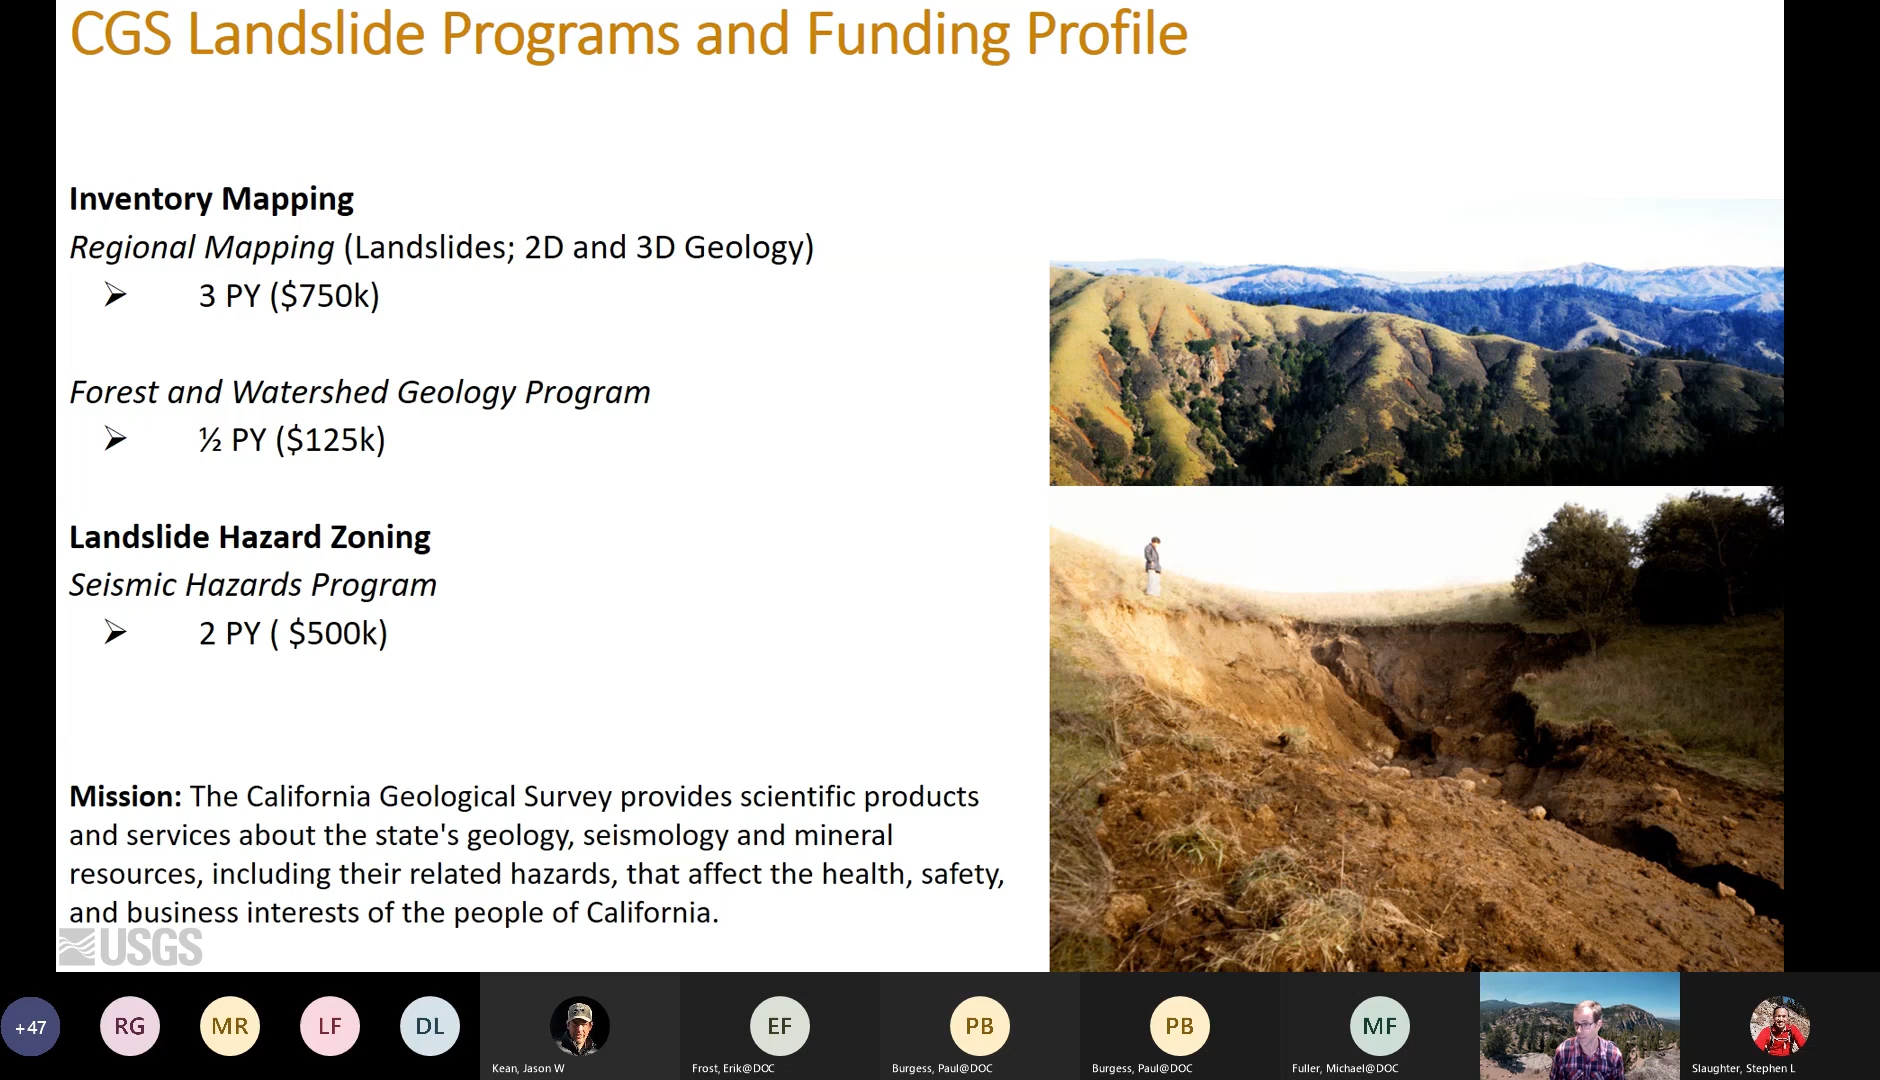 CGS Landslide Programs and Funding Profile
Inventory Mapping
Regional Mapping (Landslides; 2D and 3D Geology)
➢ 3 PY ($750k)
Forest and Watershed Geology Program
➢ ½ PY ($125k)
Landslide Hazard Zoning
Seismic Hazards Program
➢ 2 PY ( $500k)
Mission: The California Geological Survey provides scientific products
and services about the state's geology, seismology and mineral
resources, including their related hazards, that affect the health, safety,
and business interests of the people of California.
USGS
+47
RG
MR
LF
DL
Kean, Jason W
EF
Frost, Erik@DOC
PB
Burgess, Paul@DOC
PB
Burgess, Paul@DOC
MF
Fuller, Michael@DOC
Slaughter, Stephen L